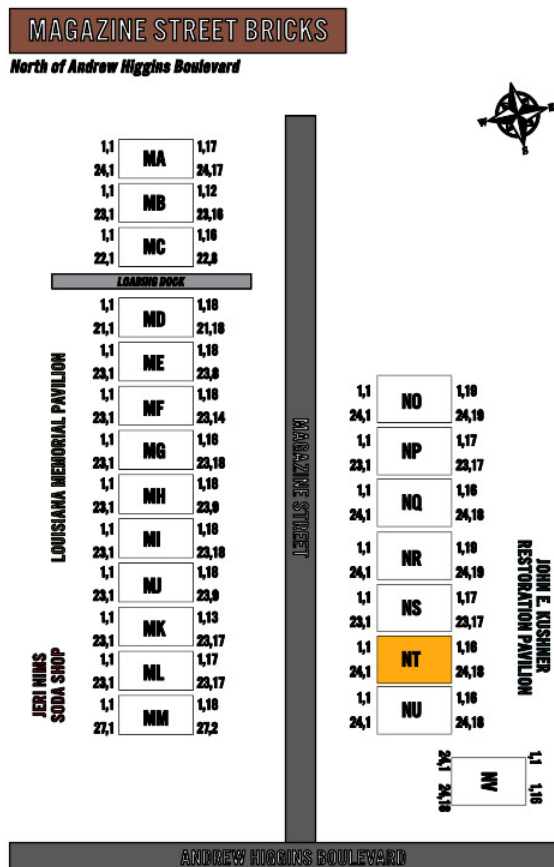 MAGAZINE STREET BRICKS
North of Andrew Higgins Boulevard
W
S
1,1 MA 1,17
24,1 24,17
1,1 MB 1,12
23,1 23,16
1,1 MC 1,16
22,1 22,8
LOADING DOCK
1,1 MD 1,18
21,1 21,18
1,1 ME 1,18
23,1 23,8
1,1 MF 1,18
23,1 23,14
1,1 MG 1,16
23,1 23,18
1,1 MH 1,18
23,1 23,9
1,1 MI 1,18
23,1 23,18
1,1 MJ 1,18
23,1 23,9
1,1 MK 1,13
23,1 23,17
1,1 ML 1,17
23,1 23,17
1,1 MM 1,18
27,1 27,2
LOUISIANA MEMORIAL PAVILION
JERI NIMS
SODA SHOP
MAGAZINE STREET
1,1 NO 1,19
24,1 24,19
1,1 NP 1,17
23,1 23,17
1,1 NQ 1,16
24,1 24,18
1,1 NR 1,19
24,1 24,19
1,1 NS 1,17
23,1 23,17
1,1 NT 1,16
24,1 24,18
1,1 NU 1,16
24,1 24,18
24,1 NV 1,1
24,18 1,16
JOHN E. KUSHNER
RESTORATION PAVILION
ANDREW HIGGINS BOULEVARD